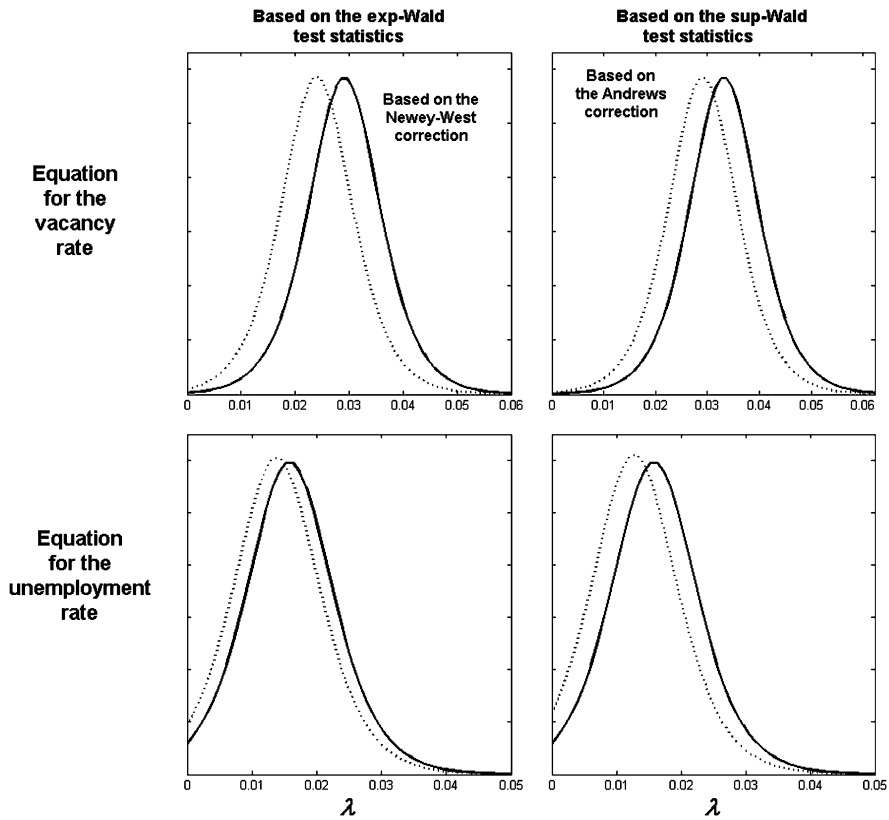 Based on the exp-Wald
test statistics
Based on the sup-Wald
test statistics
Equation
for the
vacancy
rate
Based on the
Newey-West
correction
0 0.01 0.02 0.03 0.04 0.05 0.06
Based on
the Andrews
correction
0 0.01 0.02 0.03 0.04 0.05 0.06
Equation
for the
unemployment
rate
0 0.01 0.02 0.03 0.04 0.05
λ
0 0.01 0.02 0.03 0.04 0.05
λ